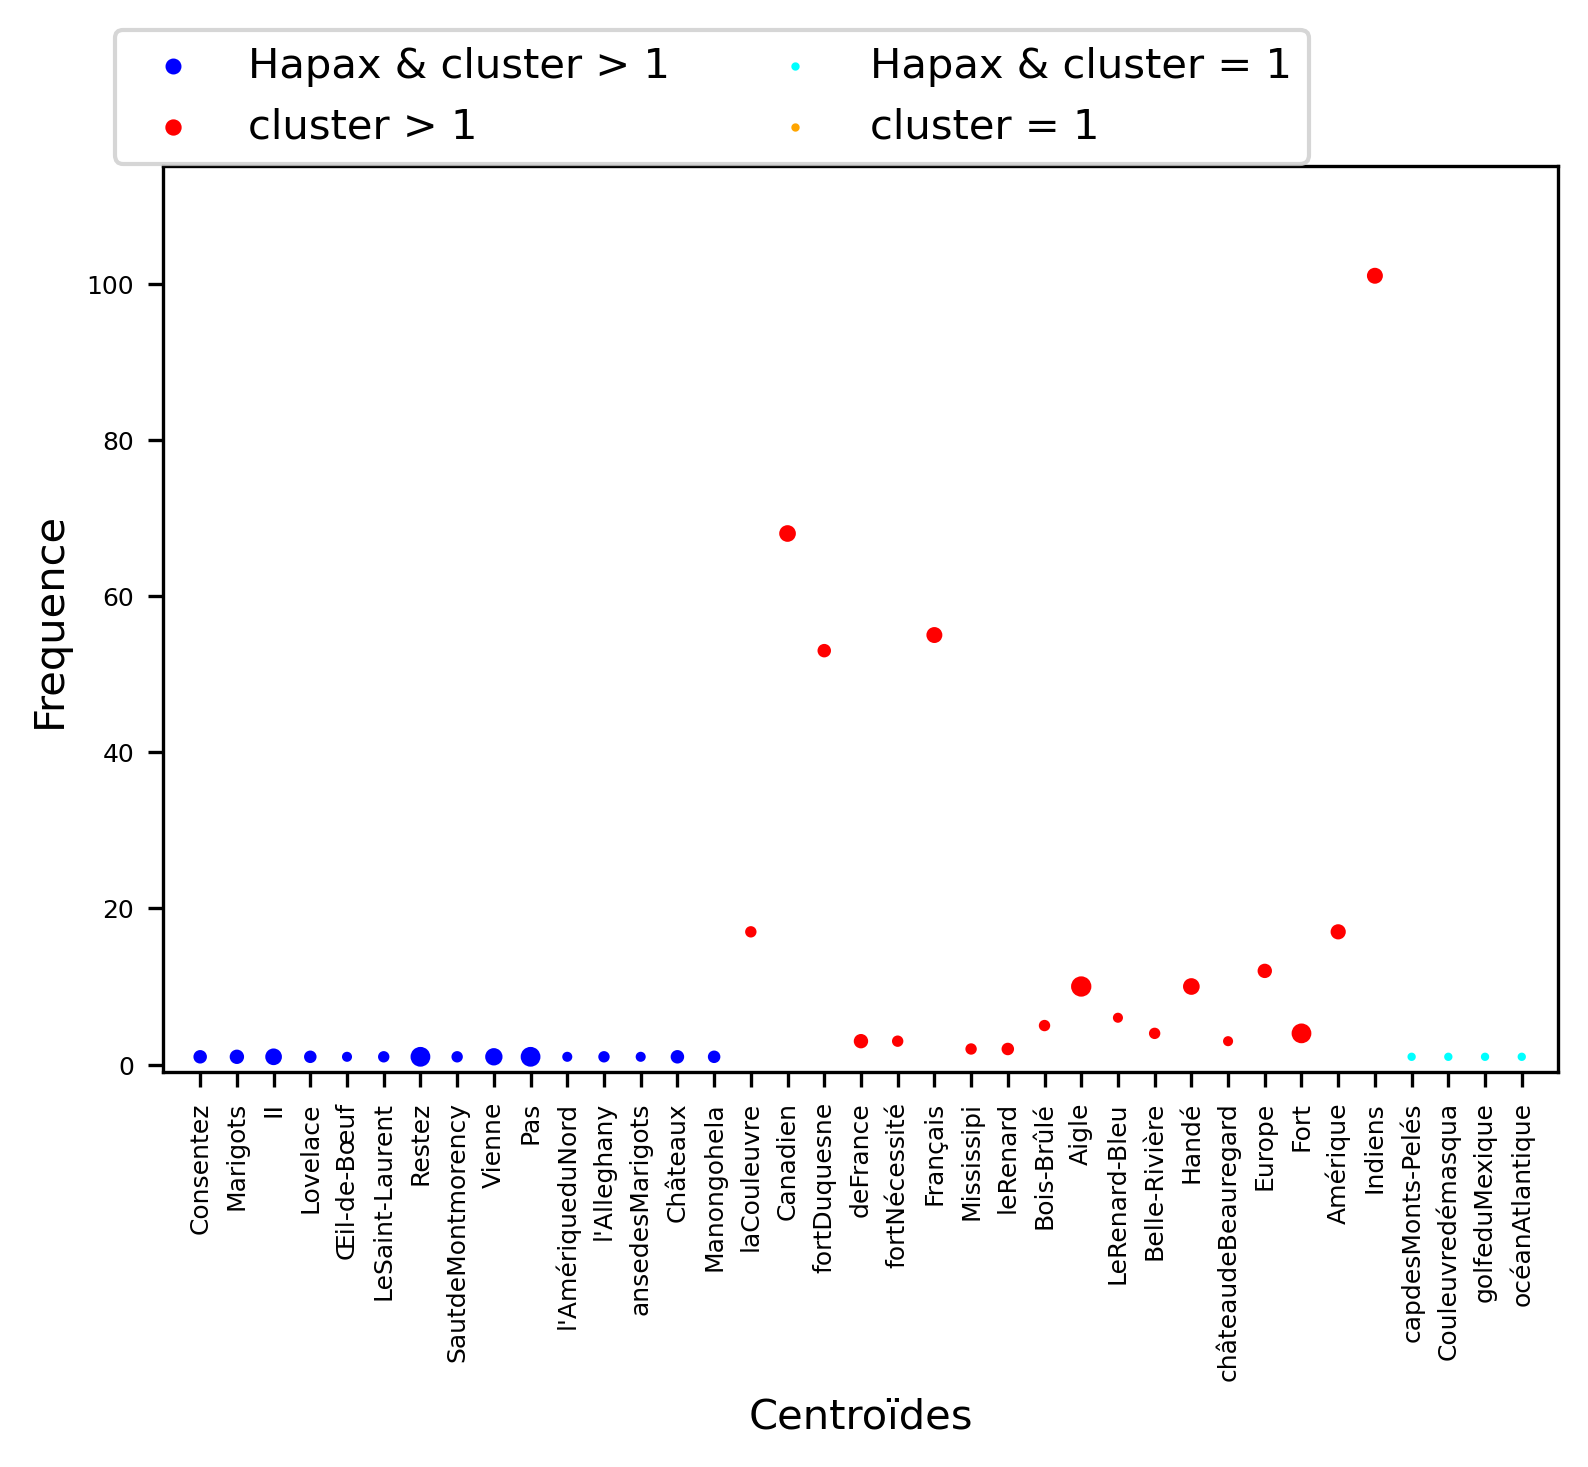 Hapax & cluster > 1
cluster > 1
Hapax & cluster = 1
cluster = 1
Frequence
100
80
60
40
20
0
Consentez
Marigots
Il
Lovelace
Œil-de-Bœuf
LeSaint-Laurent
Restez
SautdeMontmorency
Vienne
Pas
l'AmériqueduNord
l'Alleghany
ansedesMarigots
Châteaux
Manongohela
laCouleuvre
Canadien
fortDuquesne
deFrance
fortNécessité
Français
Mississipi
leRenard
Bois-Brûlé
Aigle
LeRenard-Bleu
Belle-Rivière
Handé
châteaudeBeauregard
Europe
Fort
Amérique
Indiens
capdesMonts-Pelés
Couleuvredémasqua
golfeduMexique
océanAtlantique
Centroïdes